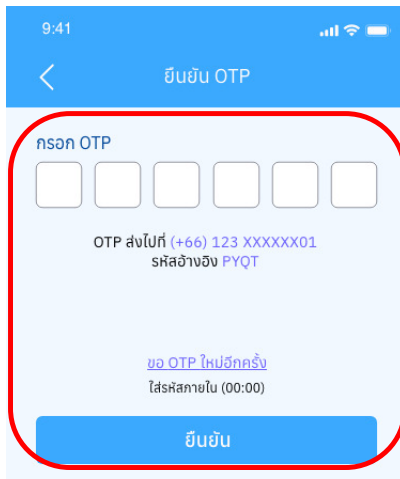 9:41
ยืนยัน OTP
กรอก OTP
OTP ส่งไปที่ (+66) 123 XXXXXX01
รหัสอ้างอิง PYQT
ขอ OTP ใหม่อีกครั้ง
ใส่รหัสภายใน (00:00)
ยืนยัน